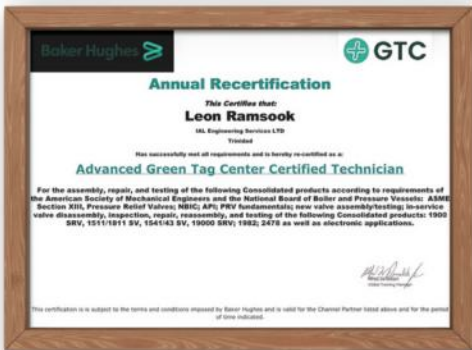 Baker Hughes
GTC
Annual Recertification
This Certifies that:
Leon Ramsook
IAL Engineering Services LTD
Trinidad
Has successfully met all requirements and is hereby re-certified as a:
Advanced Green Tag Center Certified Technician
For the assembly, repair, and testing of the following Consolidated products according to requirements of
the American Society of Mechanical Engineers and the National Board of Boiler and Pressure Vessels: ASME
Section XIII, Pressure Relief Valves; NBIC; API; PRV fundamentals; new valve assembly/testing; in-service
valve disassembly, inspection, repair, reassembly, and testing of the following Consolidated products: 1900
SRV, 1511/1811 SV, 1541/43 SV, 19000 SRV; 1982; 2478 as well as electronic applications.
Global Training Manager
This certification is is subject to the terms and conditions imposed by Baker Hughes and is valid for the Channel Partner listed above and for the period
of time indicated.